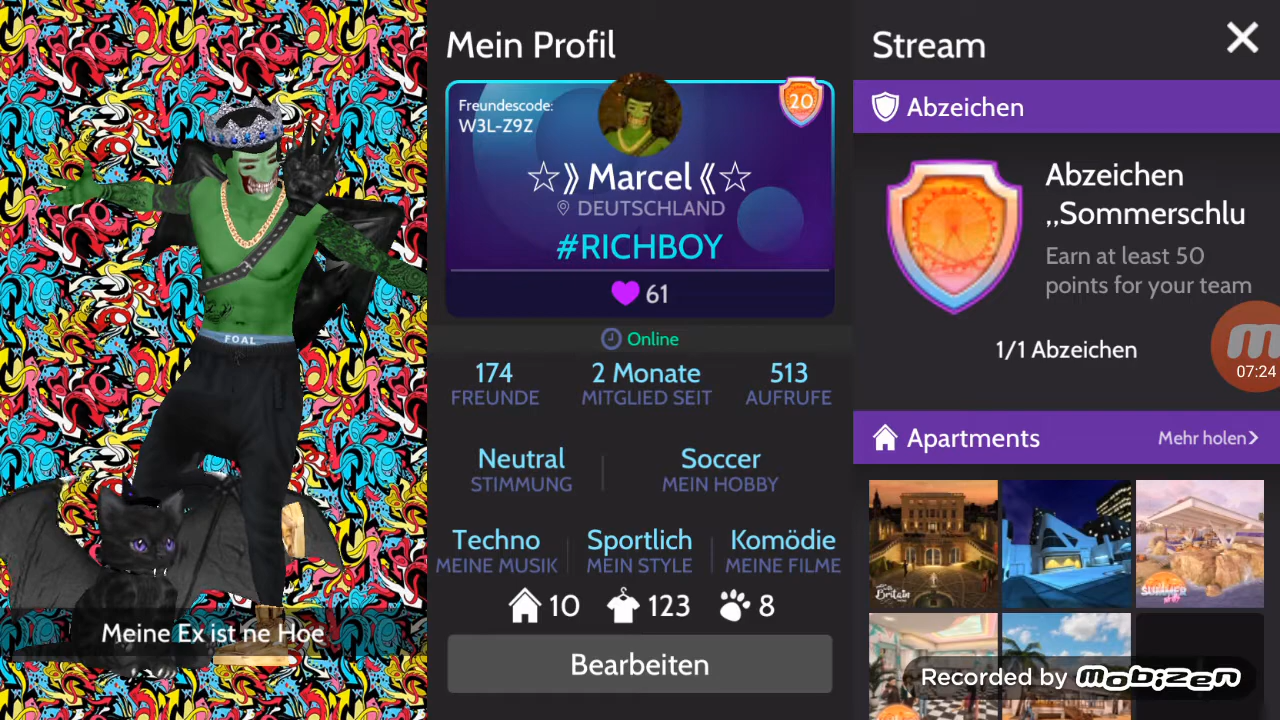 FOAL
Meine Ex ist ne Hoe
Mein Profil
Freundescode:
W3L-Z9Z
20
☆》Marcel《☆
DEUTSCHLAND
#RICHBOY
61
Online
174
FREUNDE
2 Monate
MITGLIED SEIT
513
AUFRUFE
Neutral
STIMMUNG
Soccer
MEIN HOBBY
Techno
MEINE MUSIK
Sportlich
MEIN STYLE
Komödie
MEINE FILME
10
123
8
Bearbeiten
Stream
Abzeichen
Abzeichen
,,Sommerschlu
Earn at least 50
points for your team
1/1 Abzeichen
07:24
Apartments
Mehr holen
Britain
SUMMER
Recorded by mobizen